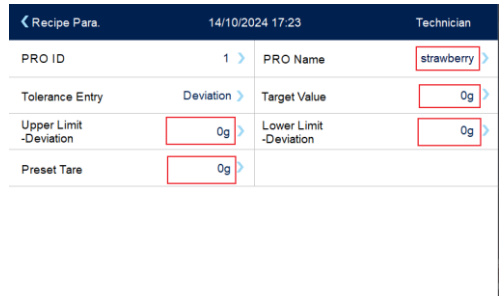 Recipe Para. 14/10/2024 17:23 Technician
PRO ID 1 PRO Name strawberry
Tolerance Entry Deviation Target Value 0g
Upper Limit
-Deviation 0g Lower Limit
-Deviation 0g
Preset Tare 0g